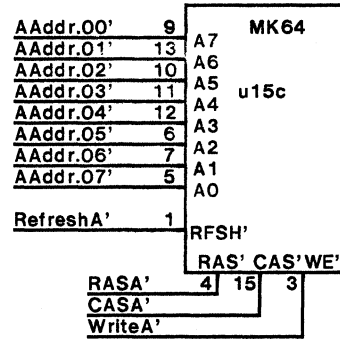 AAddr.00' 9 A7 MK64
AAddr.01' 13 A6
AAddr.02' 10 A5 u15c
AAddr.03' 11 A4
AAddr.04' 12 A3
AAddr.05' 6 A2
AAddr.06' 7 A1
AAddr.07' 5 A0
RefreshA' 1 RFSH'
RAS' CAS' WE'
RASA' 4 15 3
CASA'
WriteA'